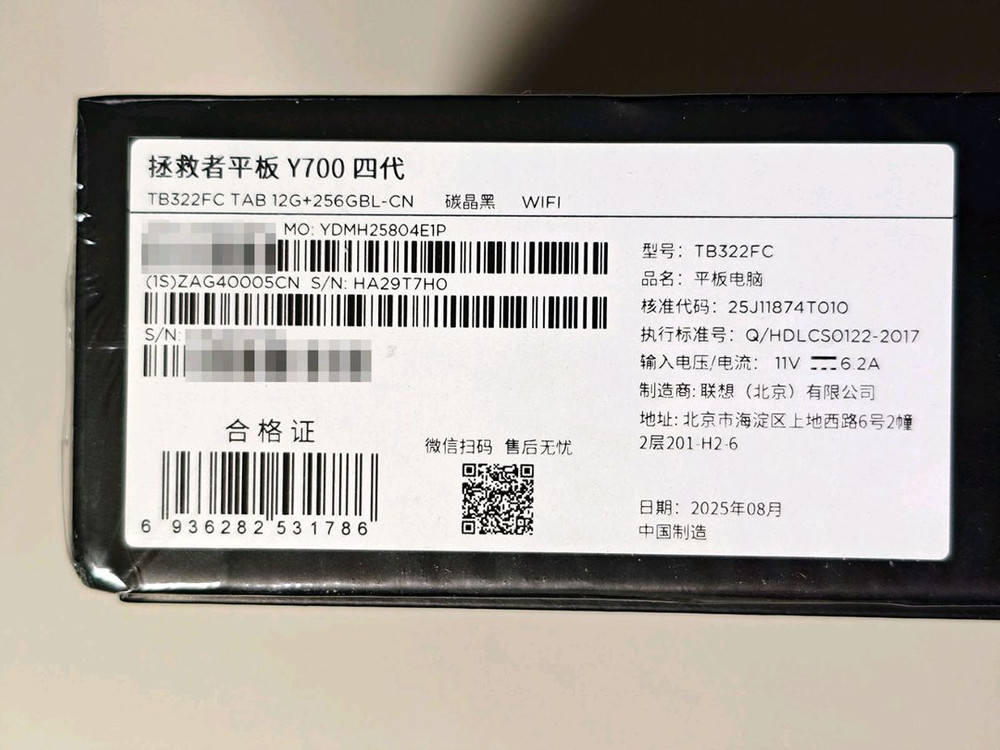 拯救者平板 Y700 四代
TB322FC TAB 12G+256GBL-CN 碳晶黑 WIFI
MO: YDMH25804E1P
(1S)ZAG40005CN S/N: HA29T7H0
S/N:
合格证
6 936282 531786
微信扫码 售后无忧
型号: TB322FC
品名: 平板电脑
核准代码: 25J11874T010
执行标准号: Q/HDLCS0122-2017
输入电压/电流: 11V ⎓ 6.2A
制造商: 联想（北京）有限公司
地址: 北京市海淀区上地西路6号2幢
2层201-H2-6
日期: 2025年08月
中国制造